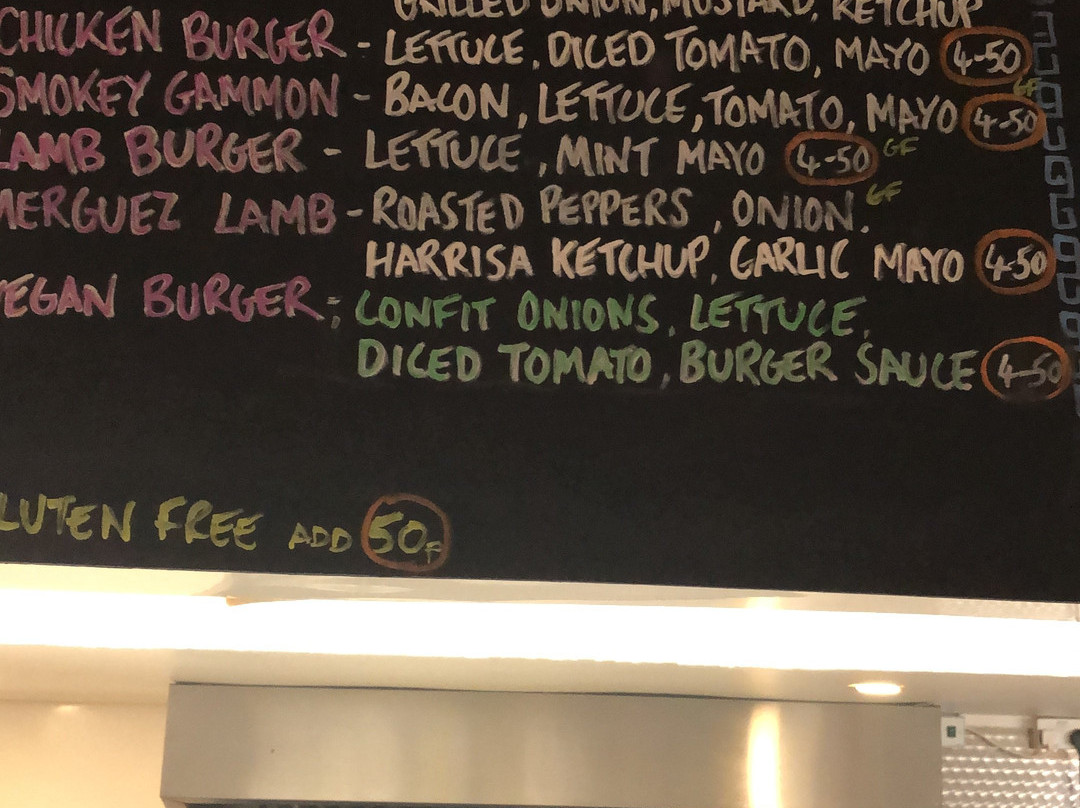 GRILLED ONION, MUSTARD, KETCHUP
CHICKEN BURGER - LETTUCE, DICED TOMATO, MAYO 4-50
SMOKEY GAMMON - BACON, LETTUCE, TOMATO, MAYO 4-50 GF
LAMB BURGER - LETTUCE, MINT MAYO 4-50 GF
MERGUEZ LAMB - ROASTED PEPPERS, ONION. GF
HARRISA KETCHUP, GARLIC MAYO 4-50
VEGAN BURGER - CONFIT ONIONS, LETTUCE,
DICED TOMATO, BURGER SAUCE 4-50
GLUTEN FREE ADD 50P